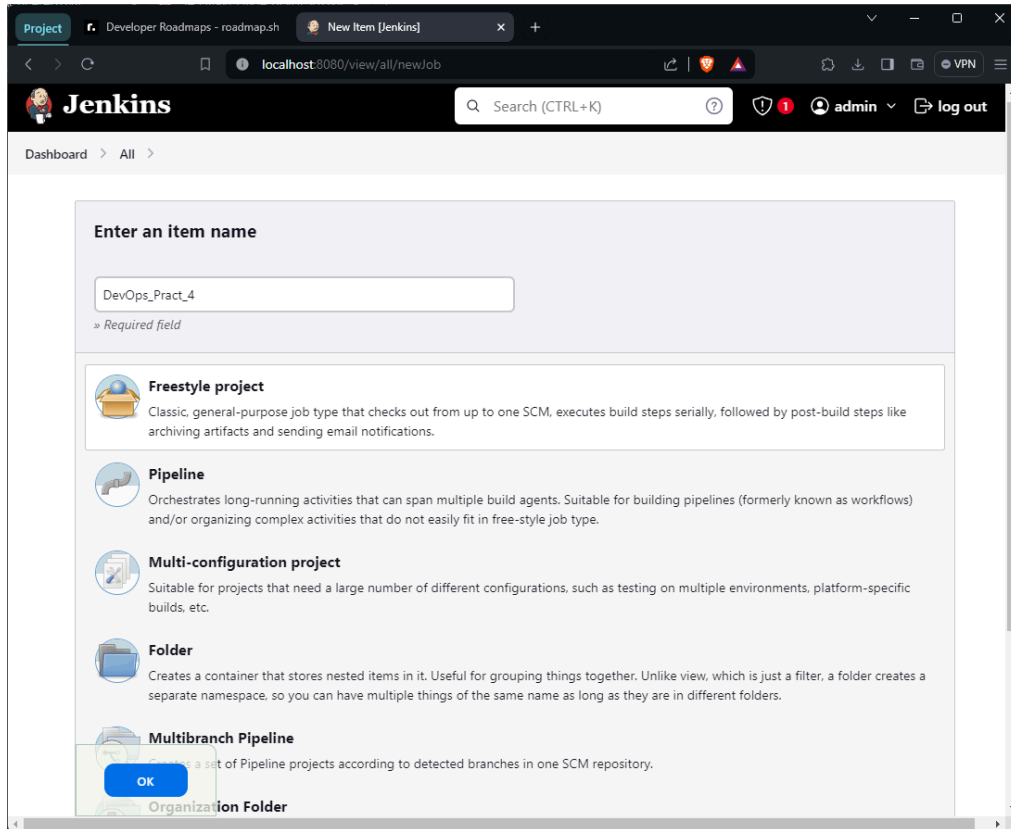 Project
Developer Roadmaps - roadmap.sh
New Item [Jenkins]
localhost:8080/view/all/newJob
VPN
Jenkins
Search (CTRL+K)
1
admin
log out
Dashboard
All
Enter an item name
DevOps_Pract_4
» Required field
Freestyle project
Classic, general-purpose job type that checks out from up to one SCM, executes build steps serially, followed by post-build steps like
archiving artifacts and sending email notifications.
Pipeline
Orchestrates long-running activities that can span multiple build agents. Suitable for building pipelines (formerly known as workflows)
and/or organizing complex activities that do not easily fit in free-style job type.
Multi-configuration project
Suitable for projects that need a large number of different configurations, such as testing on multiple environments, platform-specific
builds, etc.
Folder
Creates a container that stores nested items in it. Useful for grouping things together. Unlike view, which is just a filter, a folder creates a
separate namespace, so you can have multiple things of the same name as long as they are in different folders.
Multibranch Pipeline
Creates a set of Pipeline projects according to detected branches in one SCM repository.
OK
Organization Folder